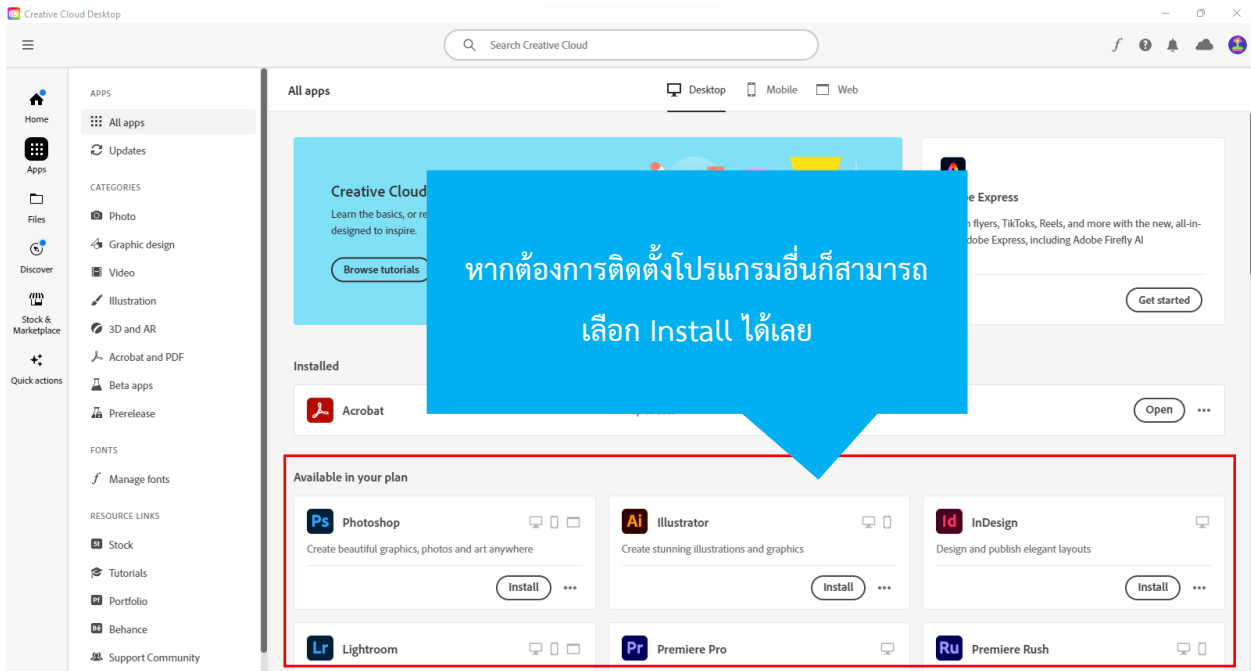 Creative Cloud Desktop
Search Creative Cloud
Home
Apps
Files
Discover
Stock &
Marketplace
Quick actions
APPS
All apps
Updates
CATEGORIES
Photo
Graphic design
Video
Illustration
3D and AR
Acrobat and PDF
Beta apps
Prerelease
FONTS
Manage fonts
RESOURCE LINKS
Stock
Tutorials
Portfolio
Behance
Support Community
All apps
Desktop
Mobile
Web
Creative Cloud
Learn the basics, or re
designed to inspire.
Browse tutorials
e Express
flyers, TikToks, Reels, and more with the new, all-in-
dobe Express, including Adobe Firefly AI
Get started
หากต้องการติดตั้งโปรแกรมอื่นก็สามารถ
เลือก Install ได้เลย
Installed
Acrobat
Open
Available in your plan
Ps Photoshop
Create beautiful graphics, photos and art anywhere
Install
Ai Illustrator
Create stunning illustrations and graphics
Install
Id InDesign
Design and publish elegant layouts
Install
Lr Lightroom
Pr Premiere Pro
Ru Premiere Rush